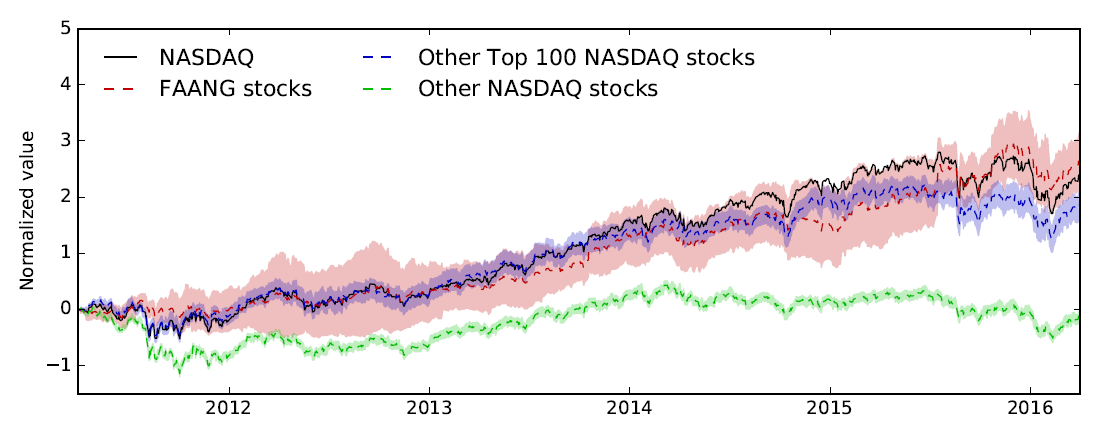 5
NASDAQ
Other Top 100 NASDAQ stocks
4
FAANG stocks
Other NASDAQ stocks
3
2
1
0
−1
Normalized value
2012 2013 2014 2015 2016